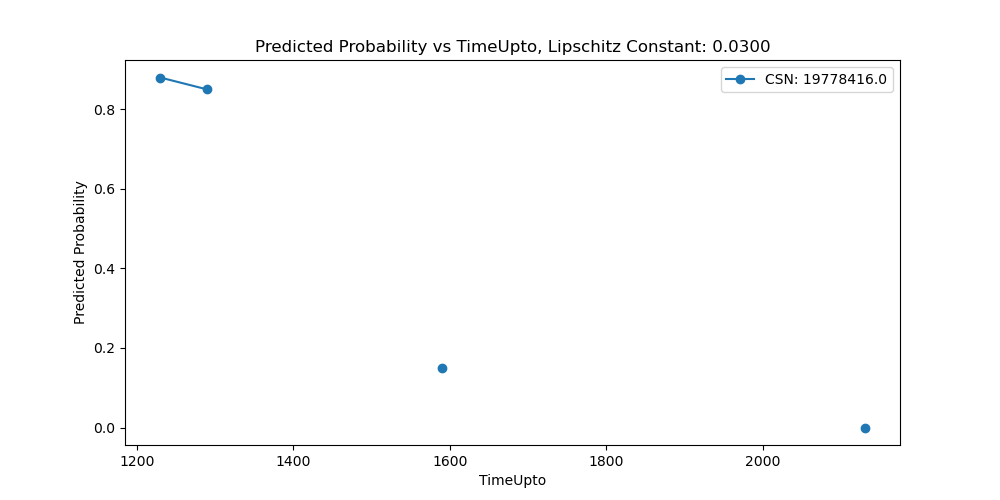 Predicted Probability vs TimeUpto, Lipschitz Constant: 0.0300
CSN: 19778416.0
Predicted Probability
0.8
0.6
0.4
0.2
0.0
1200 1400 1600 1800 2000
TimeUpto